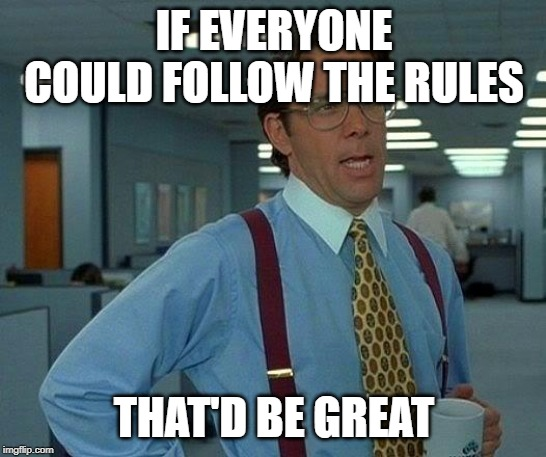 IF EVERYONE
COULD FOLLOW THE RULES
THAT'D BE GREAT
imgflip.com